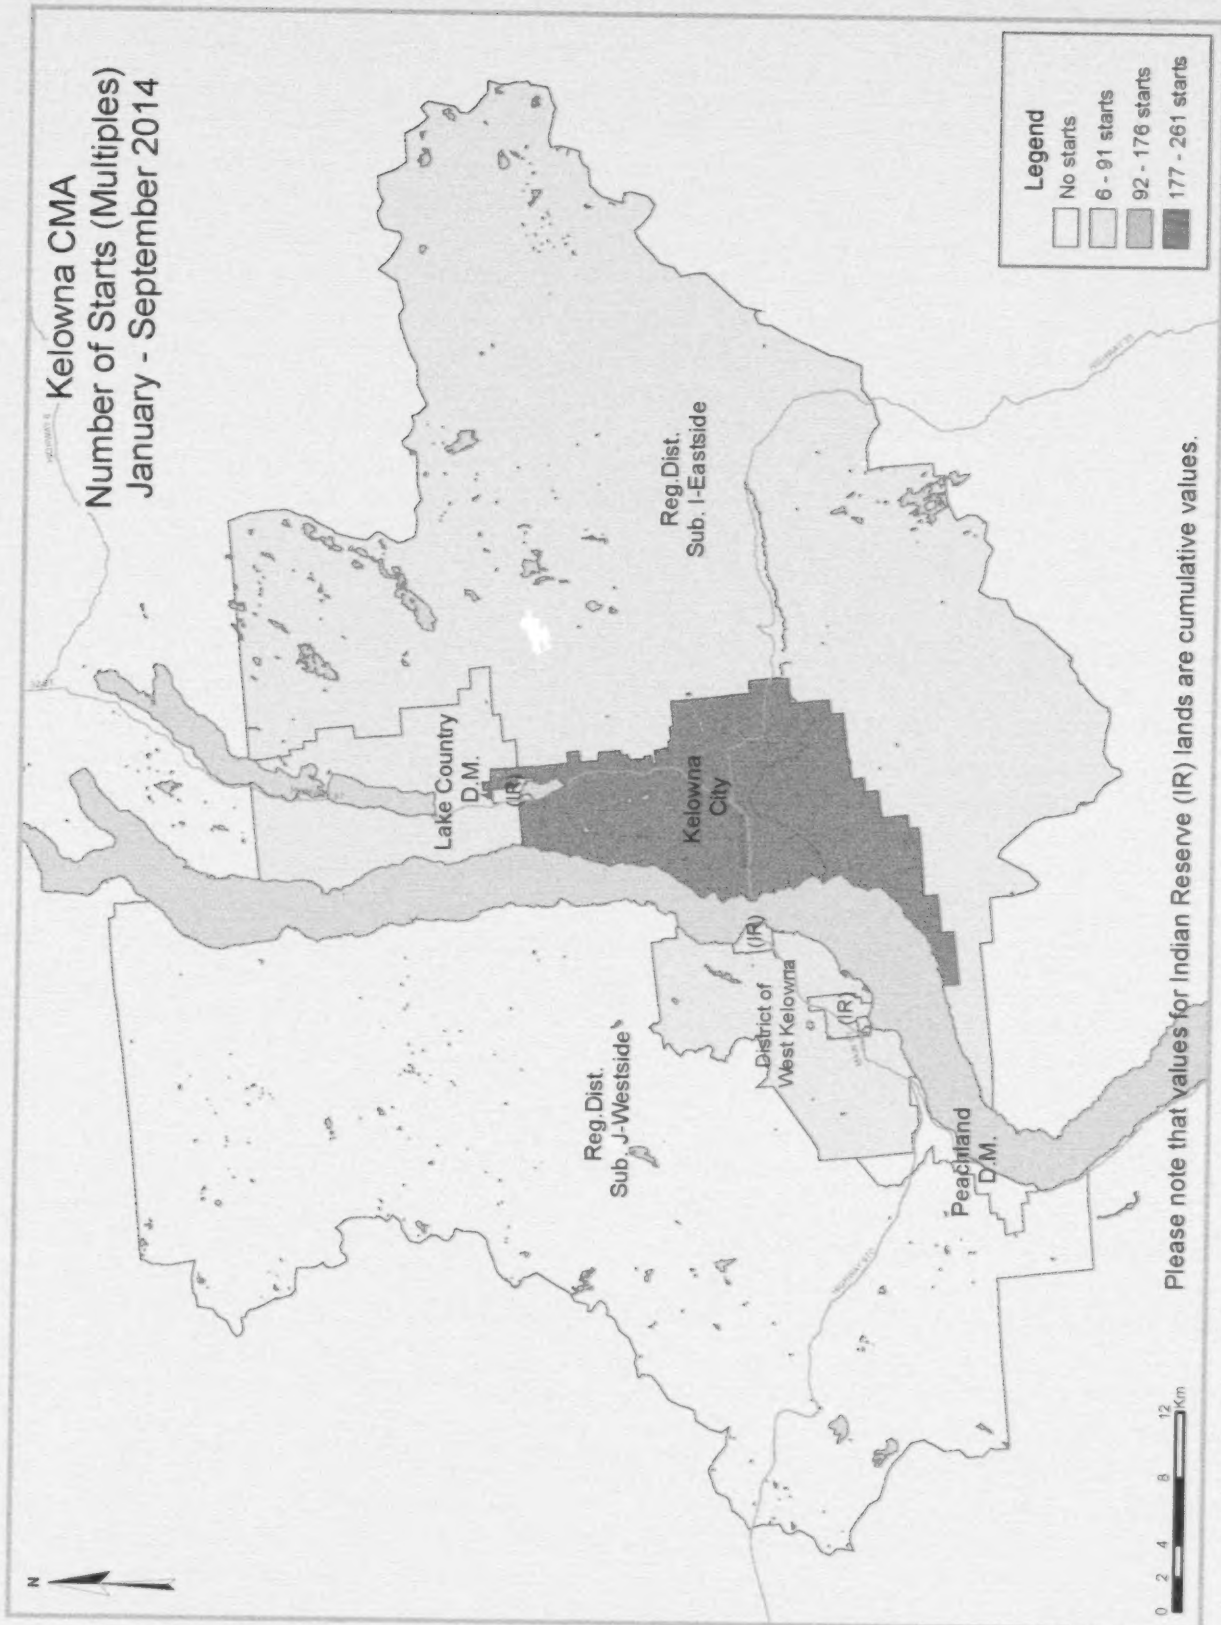 Kelowna CMA
Number of Starts (Multiples)
January - September 2014
N
Lake Country
D.M.
(IR)
Kelowna
City
Reg.Dist.
Sub. I-Eastside
Reg.Dist.
Sub. J-Westside
District of
West Kelowna
(IR)
(IR)
Peachland
D.M.
Legend
No starts
6 - 91 starts
92 - 176 starts
177 - 261 starts
0 2 4 8 12
Km
Please note that values for Indian Reserve (IR) lands are cumulative values.